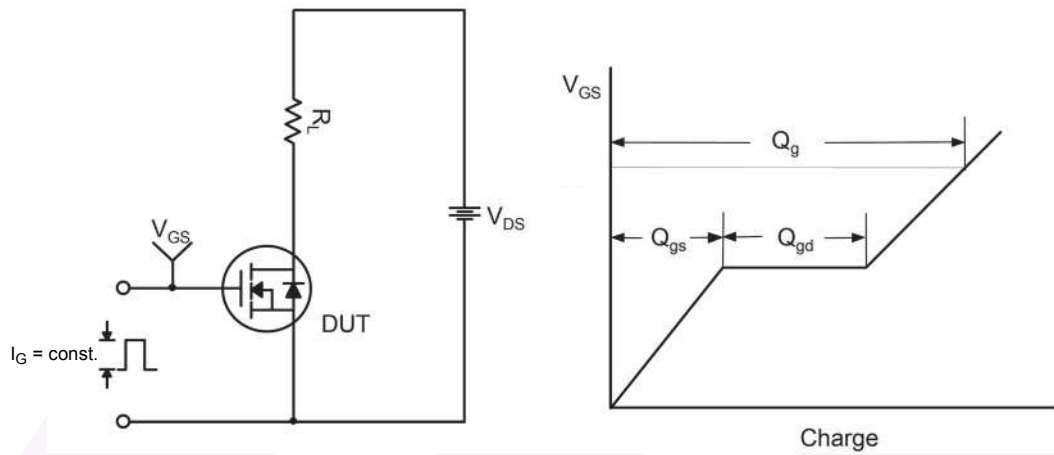 R_L
V_DS
V_GS
DUT
I_G = const.
V_GS
Q_g
Q_gs
Q_gd
Charge